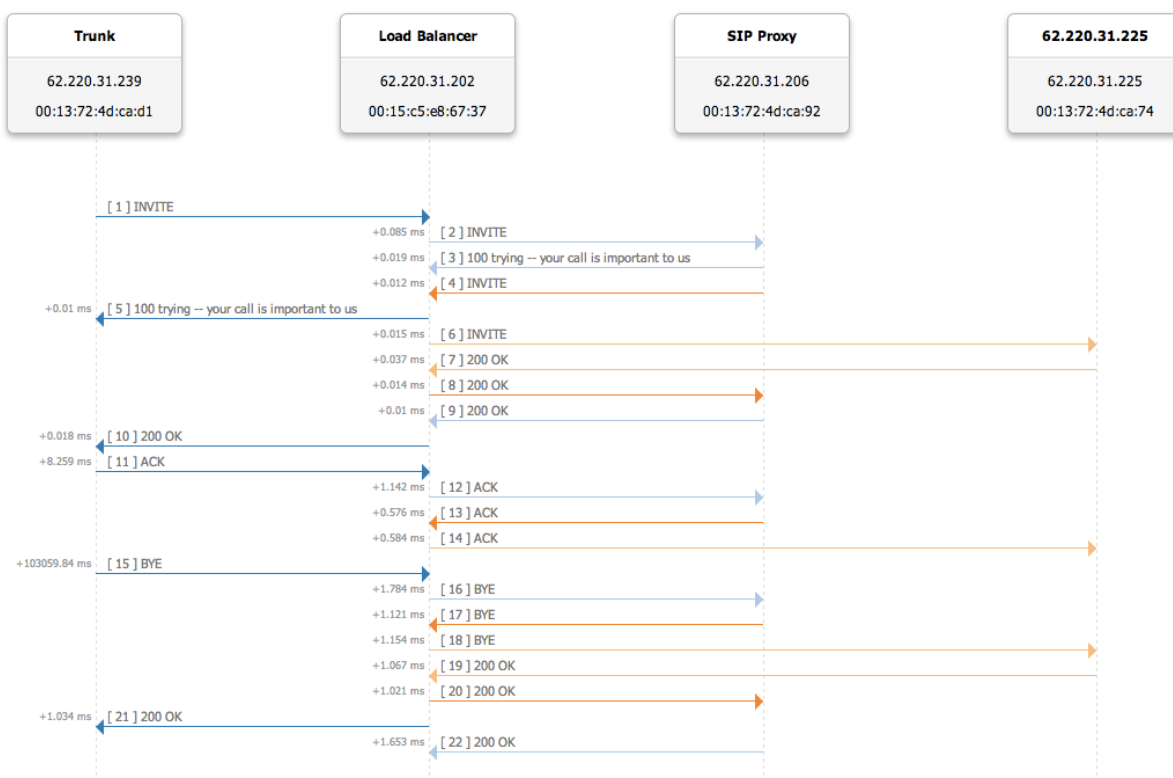 Trunk
62.220.31.239
00:13:72:4d:ca:d1
Load Balancer
62.220.31.202
00:15:c5:e8:67:37
SIP Proxy
62.220.31.206
00:13:72:4d:ca:92
62.220.31.225
62.220.31.225
00:13:72:4d:ca:74
[ 1 ] INVITE
+0.085 ms [ 2 ] INVITE
+0.019 ms [ 3 ] 100 trying -- your call is important to us
+0.012 ms [ 4 ] INVITE
+0.01 ms [ 5 ] 100 trying -- your call is important to us
+0.015 ms [ 6 ] INVITE
+0.037 ms [ 7 ] 200 OK
+0.014 ms [ 8 ] 200 OK
+0.01 ms [ 9 ] 200 OK
+0.018 ms [ 10 ] 200 OK
+8.259 ms [ 11 ] ACK
+1.142 ms [ 12 ] ACK
+0.576 ms [ 13 ] ACK
+0.584 ms [ 14 ] ACK
+103059.84 ms [ 15 ] BYE
+1.784 ms [ 16 ] BYE
+1.121 ms [ 17 ] BYE
+1.154 ms [ 18 ] BYE
+1.067 ms [ 19 ] 200 OK
+1.021 ms [ 20 ] 200 OK
+1.034 ms [ 21 ] 200 OK
+1.653 ms [ 22 ] 200 OK